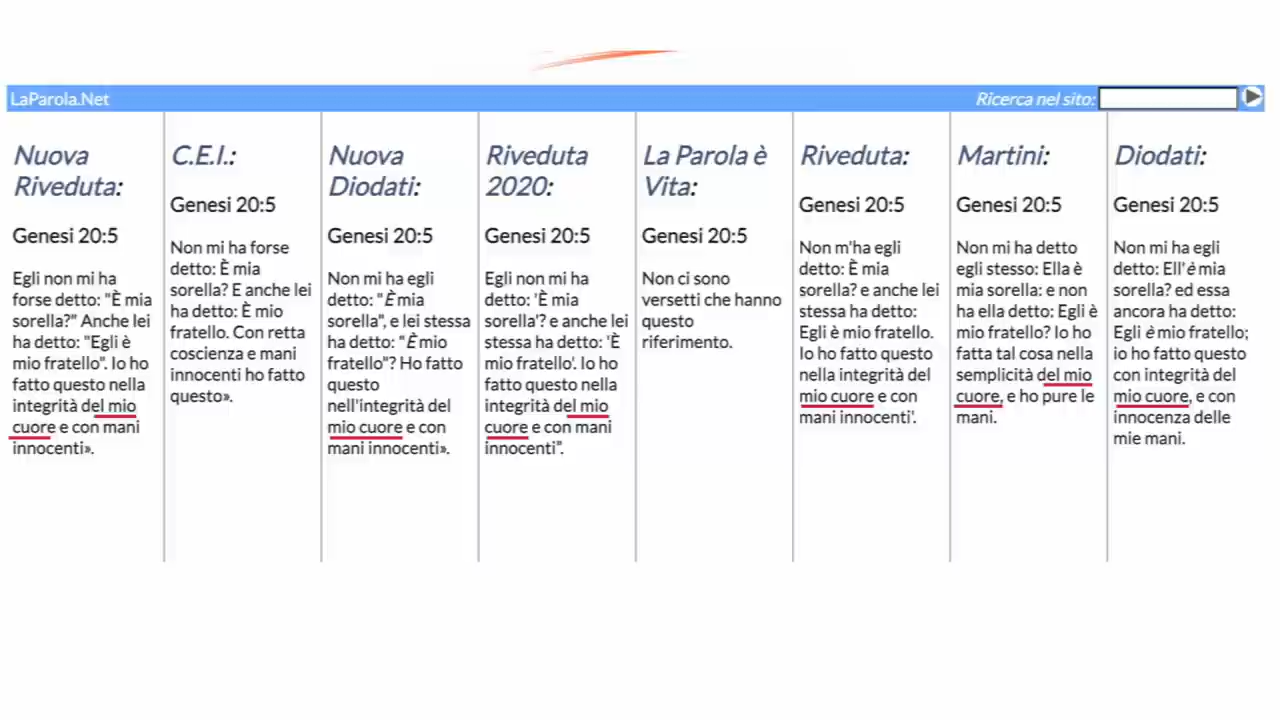 LaParola.Net
Ricerca nel sito:
Nuova
Riveduta:
Genesi 20:5
Egli non mi ha
forse detto: "È mia
sorella?" Anche lei
ha detto: "Egli è
mio fratello". Io ho
fatto questo nella
integrità del mio
cuore e con mani
innocenti».
C.E.I.:
Genesi 20:5
Non mi ha forse
detto: È mia
sorella? E anche lei
ha detto: È mio
fratello. Con retta
coscienza e mani
innocenti ho fatto
questo».
Nuova
Diodati:
Genesi 20:5
Non mi ha egli
detto: "È mia
sorella", e lei stessa
ha detto: "È mio
fratello"? Ho fatto
questo
nell'integrità del
mio cuore e con
mani innocenti».
Riveduta
2020:
Genesi 20:5
Egli non mi ha
detto: 'È mia
sorella'? e anche lei
stessa ha detto: 'È
mio fratello'. Io ho
fatto questo nella
integrità del mio
cuore e con mani
innocenti”.
La Parola è
Vita:
Genesi 20:5
Non ci sono
versetti che hanno
questo
riferimento.
Riveduta:
Genesi 20:5
Non m'ha egli
detto: È mia
sorella? e anche lei
stessa ha detto:
Egli è mio fratello.
Io ho fatto questo
nella integrità del
mio cuore e con
mani innocenti'.
Martini:
Genesi 20:5
Non mi ha detto
egli stesso: Ella è
mia sorella: e non
ha ella detto: Egli è
mio fratello? Io ho
fatta tal cosa nella
semplicità del mio
cuore, e ho pure le
mani.
Diodati:
Genesi 20:5
Non mi ha egli
detto: Ell'è mia
sorella? ed essa
ancora ha detto:
Egli è mio fratello;
io ho fatto questo
con integrità del
mio cuore, e con
innocenza delle
mie mani.